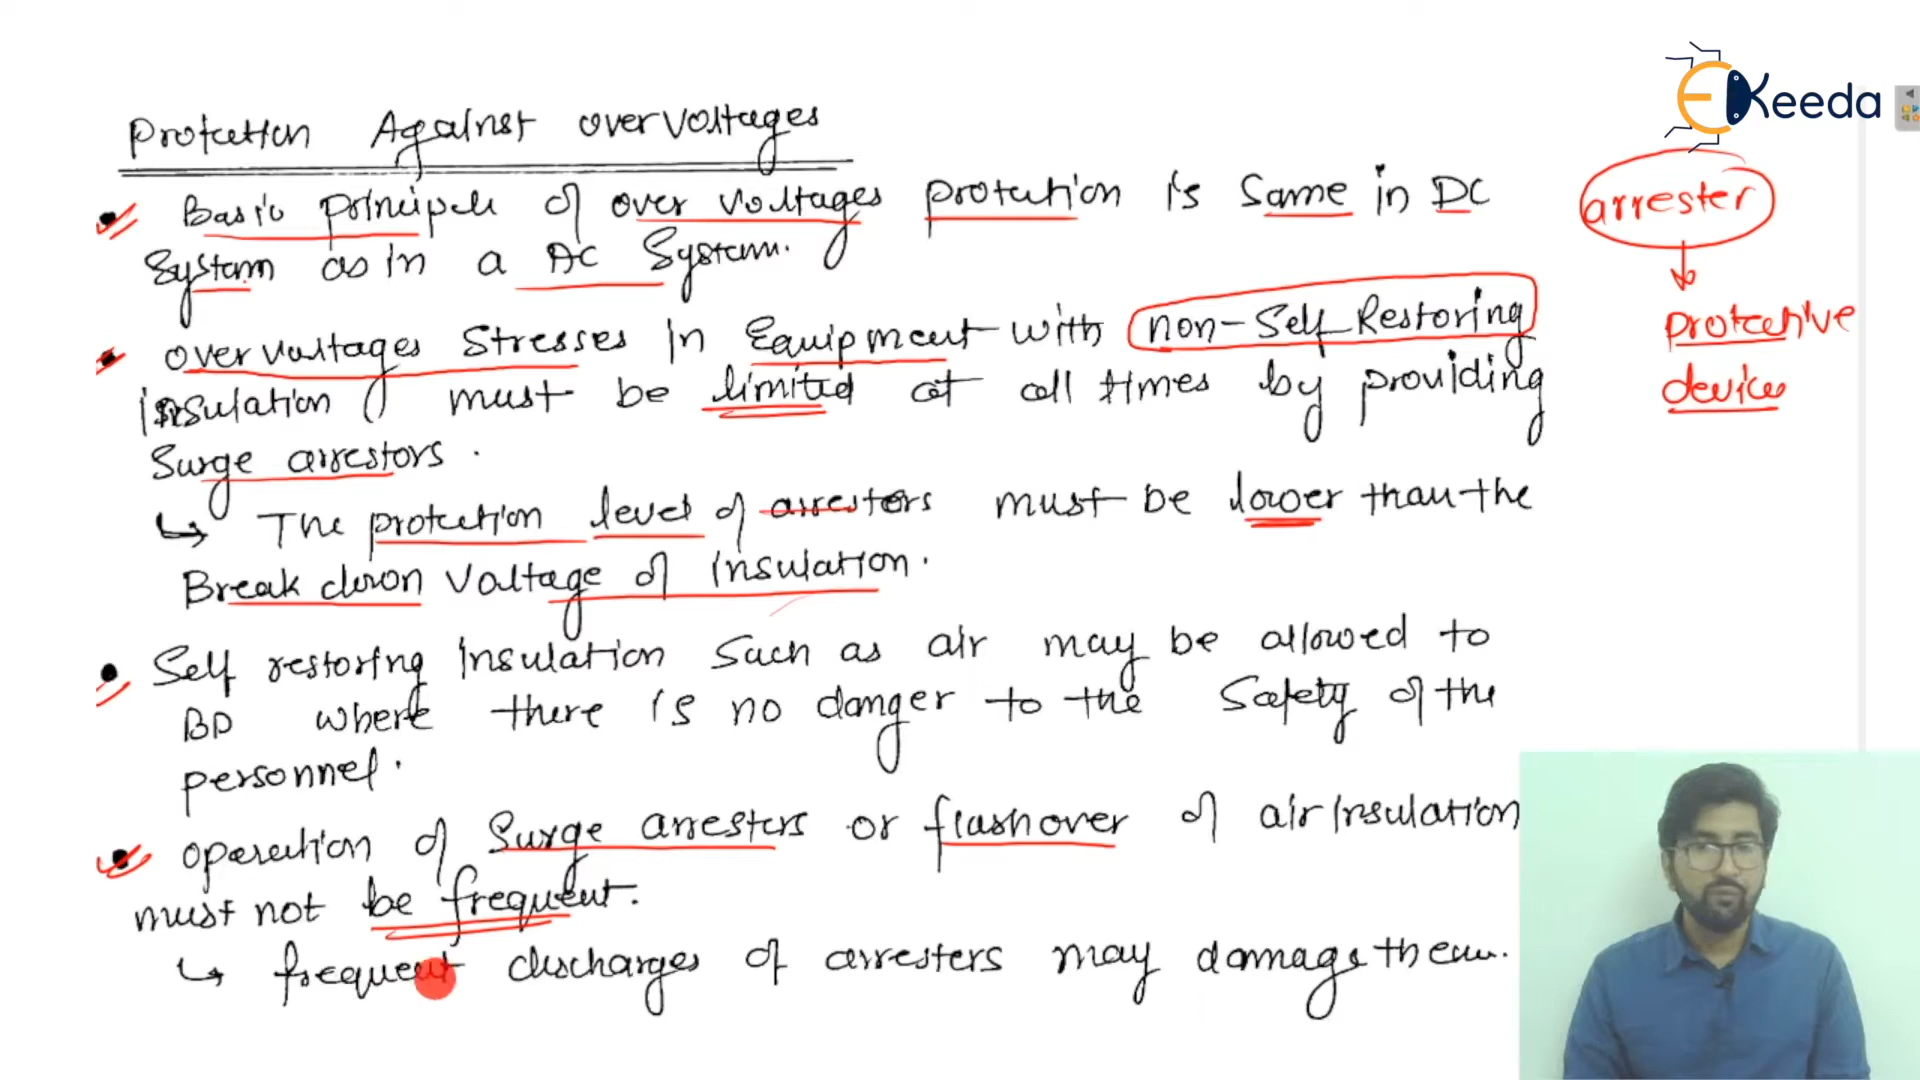 Protection Against overvoltages
• Basic principle of over voltages protection is Same in DC
System as in a AC System.
• over voltages Stresses in Equipment with non-Self Restoring
insulation must be limited at all times by providing
Surge arrestors.
↳ The protection level of arresters must be lower than the
Break down voltage of insulation.
• Self restoring insulation Such as air may be allowed to
BD where there is no danger to the Safety of the
personnel.
• operation of Surge arresters or flashover of air insulation
must not be frequent.
↳ frequent discharges of arresters may damage them.
EKeeda
arrester
protective
device